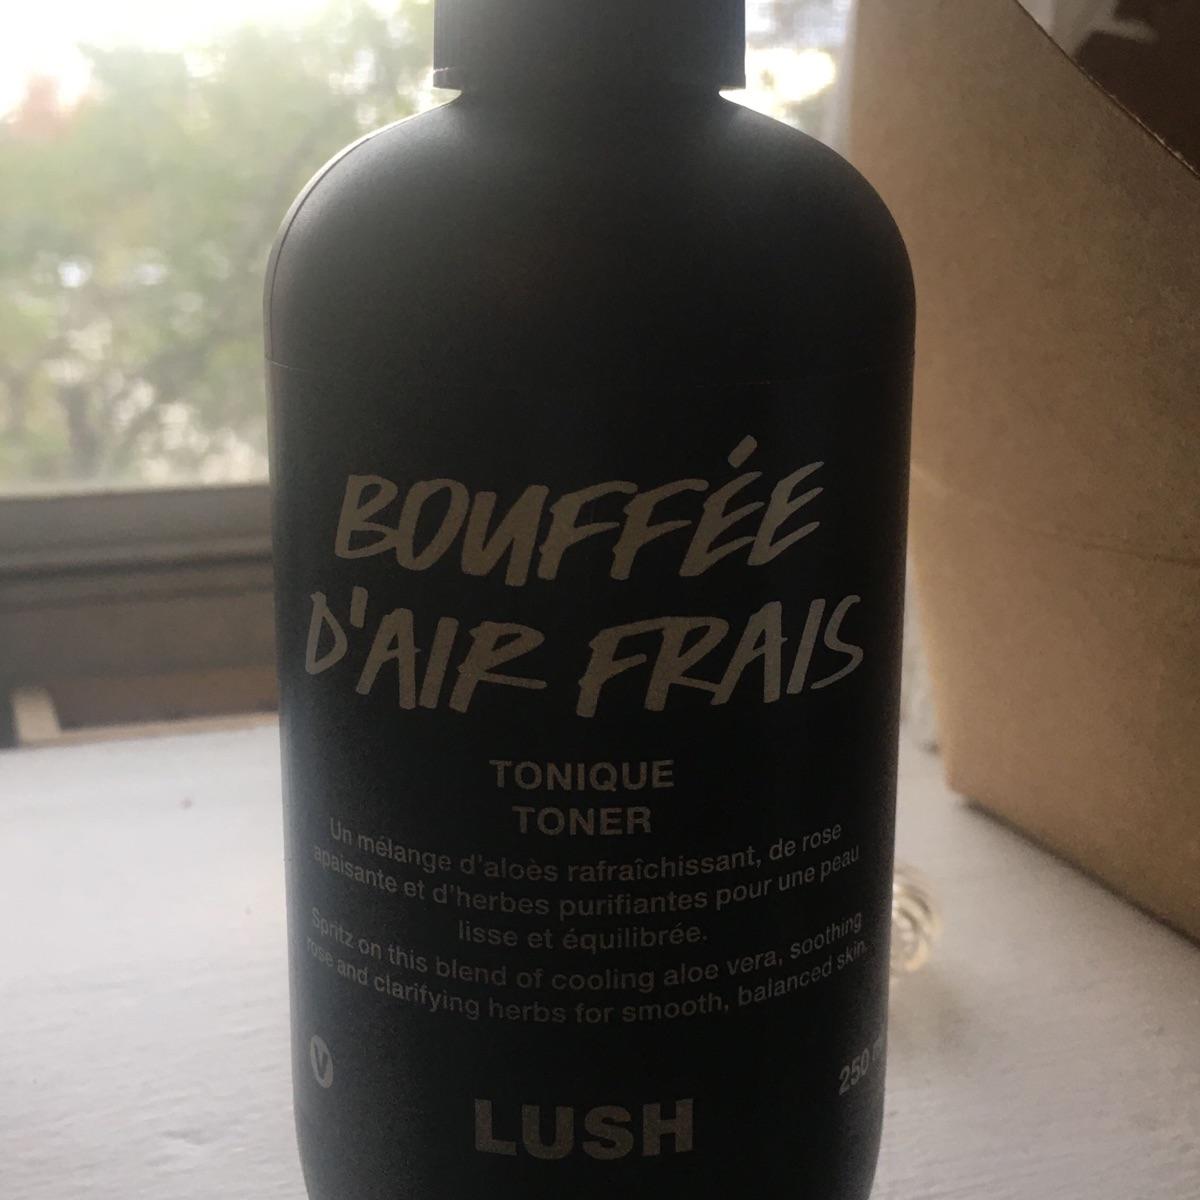 BOUFFÉE
D'AIR FRAIS
TONIQUE
TONER
Un mélange d'aloès rafraîchissant, de rose
apaisante et d'herbes purifiantes pour une peau
lisse et équilibrée.
Spritz on this blend of cooling aloe vera, soothing
rose and clarifying herbs for smooth, balanced skin.
V
250
LUSH